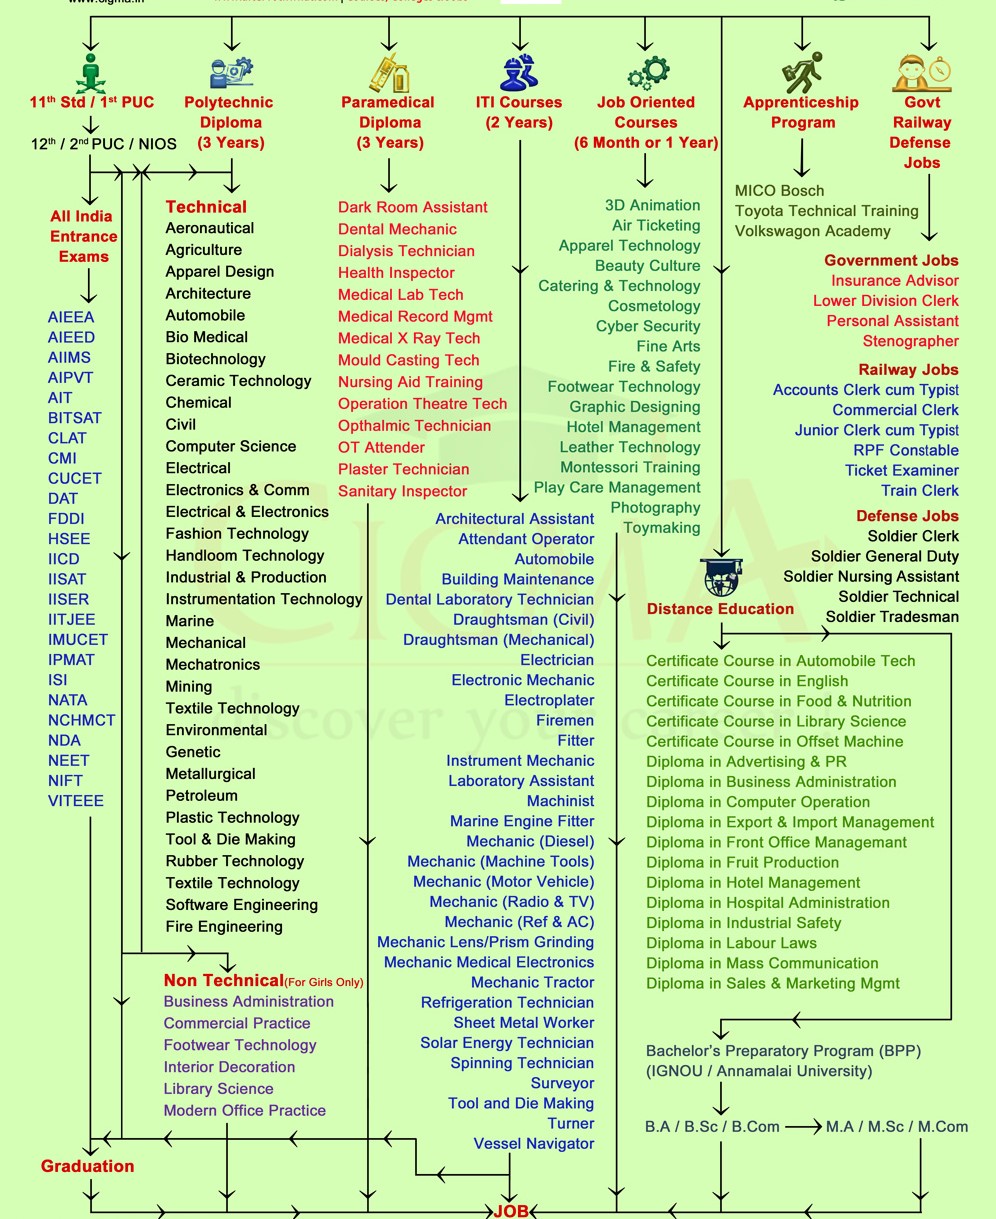 www.cigma.in
11th Std / 1st PUC
12th / 2nd PUC / NIOS
All India
Entrance
Exams
AIEEA
AIEED
AIIMS
AIPVT
AIT
BITSAT
CLAT
CMI
CUCET
DAT
FDDI
HSEE
IICD
IISAT
IISER
IITJEE
IMUCET
IPMAT
ISI
NATA
NCHMCT
NDA
NEET
NIFT
VITEEE
Graduation
Polytechnic
Diploma
(3 Years)
Technical
Aeronautical
Agriculture
Apparel Design
Architecture
Automobile
Bio Medical
Biotechnology
Ceramic Technology
Chemical
Civil
Computer Science
Electrical
Electronics & Comm
Electrical & Electronics
Fashion Technology
Handloom Technology
Industrial & Production
Instrumentation Technology
Marine
Mechanical
Mechatronics
Mining
Textile Technology
Environmental
Genetic
Metallurgical
Petroleum
Plastic Technology
Tool & Die Making
Rubber Technology
Textile Technology
Software Engineering
Fire Engineering
Non Technical(For Girls Only)
Business Administration
Commercial Practice
Footwear Technology
Interior Decoration
Library Science
Modern Office Practice
Paramedical
Diploma
(3 Years)
Dark Room Assistant
Dental Mechanic
Dialysis Technician
Health Inspector
Medical Lab Tech
Medical Record Mgmt
Medical X Ray Tech
Mould Casting Tech
Nursing Aid Training
Operation Theatre Tech
Opthalmic Technician
OT Attender
Plaster Technician
Sanitary Inspector
ITI Courses
(2 Years)
Architectural Assistant
Attendant Operator
Automobile
Building Maintenance
Dental Laboratory Technician
Draughtsman (Civil)
Draughtsman (Mechanical)
Electrician
Electronic Mechanic
Electroplater
Firemen
Fitter
Instrument Mechanic
Laboratory Assistant
Machinist
Marine Engine Fitter
Mechanic (Diesel)
Mechanic (Machine Tools)
Mechanic (Motor Vehicle)
Mechanic (Radio & TV)
Mechanic (Ref & AC)
Mechanic Lens/Prism Grinding
Mechanic Medical Electronics
Mechanic Tractor
Refrigeration Technician
Sheet Metal Worker
Solar Energy Technician
Spinning Technician
Surveyor
Tool and Die Making
Turner
Vessel Navigator
JOB
Job Oriented
Courses
(6 Month or 1 Year)
3D Animation
Air Ticketing
Apparel Technology
Beauty Culture
Catering & Technology
Cosmetology
Cyber Security
Fine Arts
Fire & Safety
Footwear Technology
Graphic Designing
Hotel Management
Leather Technology
Montessori Training
Play Care Management
Photography
Toymaking
Distance Education
Certificate Course in Automobile Tech
Certificate Course in English
Certificate Course in Food & Nutrition
Certificate Course in Library Science
Certificate Course in Offset Machine
Diploma in Advertising & PR
Diploma in Business Administration
Diploma in Computer Operation
Diploma in Export & Import Management
Diploma in Front Office Managemant
Diploma in Fruit Production
Diploma in Hotel Management
Diploma in Hospital Administration
Diploma in Industrial Safety
Diploma in Labour Laws
Diploma in Mass Communication
Diploma in Sales & Marketing Mgmt
Bachelor's Preparatory Program (BPP)
(IGNOU / Annamalai University)
B.A / B.Sc / B.Com
M.A / M.Sc / M.Com
Apprenticeship
Program
MICO Bosch
Toyota Technical Training
Volkswagon Academy
Govt
Railway
Defense
Jobs
Government Jobs
Insurance Advisor
Lower Division Clerk
Personal Assistant
Stenographer
Railway Jobs
Accounts Clerk cum Typist
Commercial Clerk
Junior Clerk cum Typist
RPF Constable
Ticket Examiner
Train Clerk
Defense Jobs
Soldier Clerk
Soldier General Duty
Soldier Nursing Assistant
Soldier Technical
Soldier Tradesman
CIGMA
discover your career!